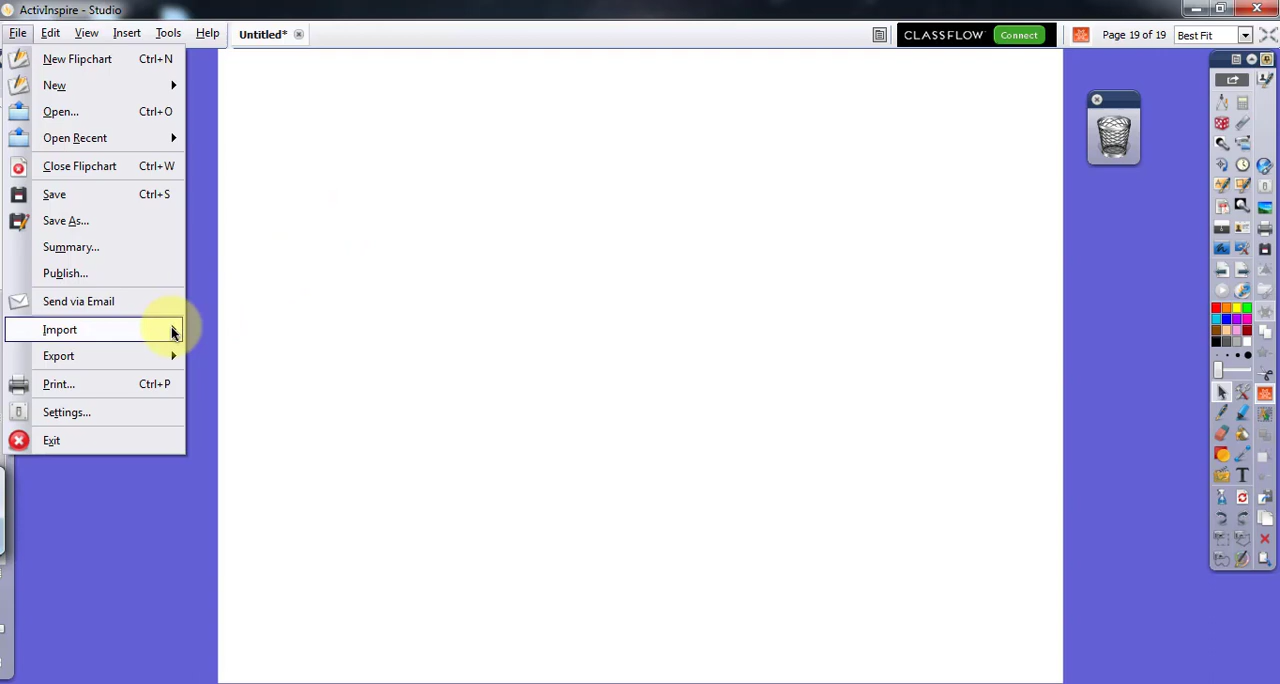 ActivInspire - Studio
File Edit View Insert Tools Help Untitled* CLASSFLOW Connect Page 19 of 19 Best Fit
New Flipchart Ctrl+N
New
Open... Ctrl+O
Open Recent
Close Flipchart Ctrl+W
Save Ctrl+S
Save As...
Summary...
Publish...
Send via Email
Import
Export
Print... Ctrl+P
Settings...
Exit